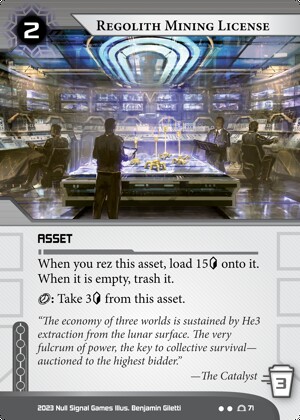 2
Regolith Mining License
ASSET
When you rez this asset, load 15 onto it.
When it is empty, trash it.
: Take 3 from this asset.
“The economy of three worlds is sustained by He3
extraction from the lunar surface. The very
fulcrum of power, the key to collective survival—
auctioned to the highest bidder.”
—The Catalyst
3
2023 Null Signal Games Illus. Benjamin Giletti
71